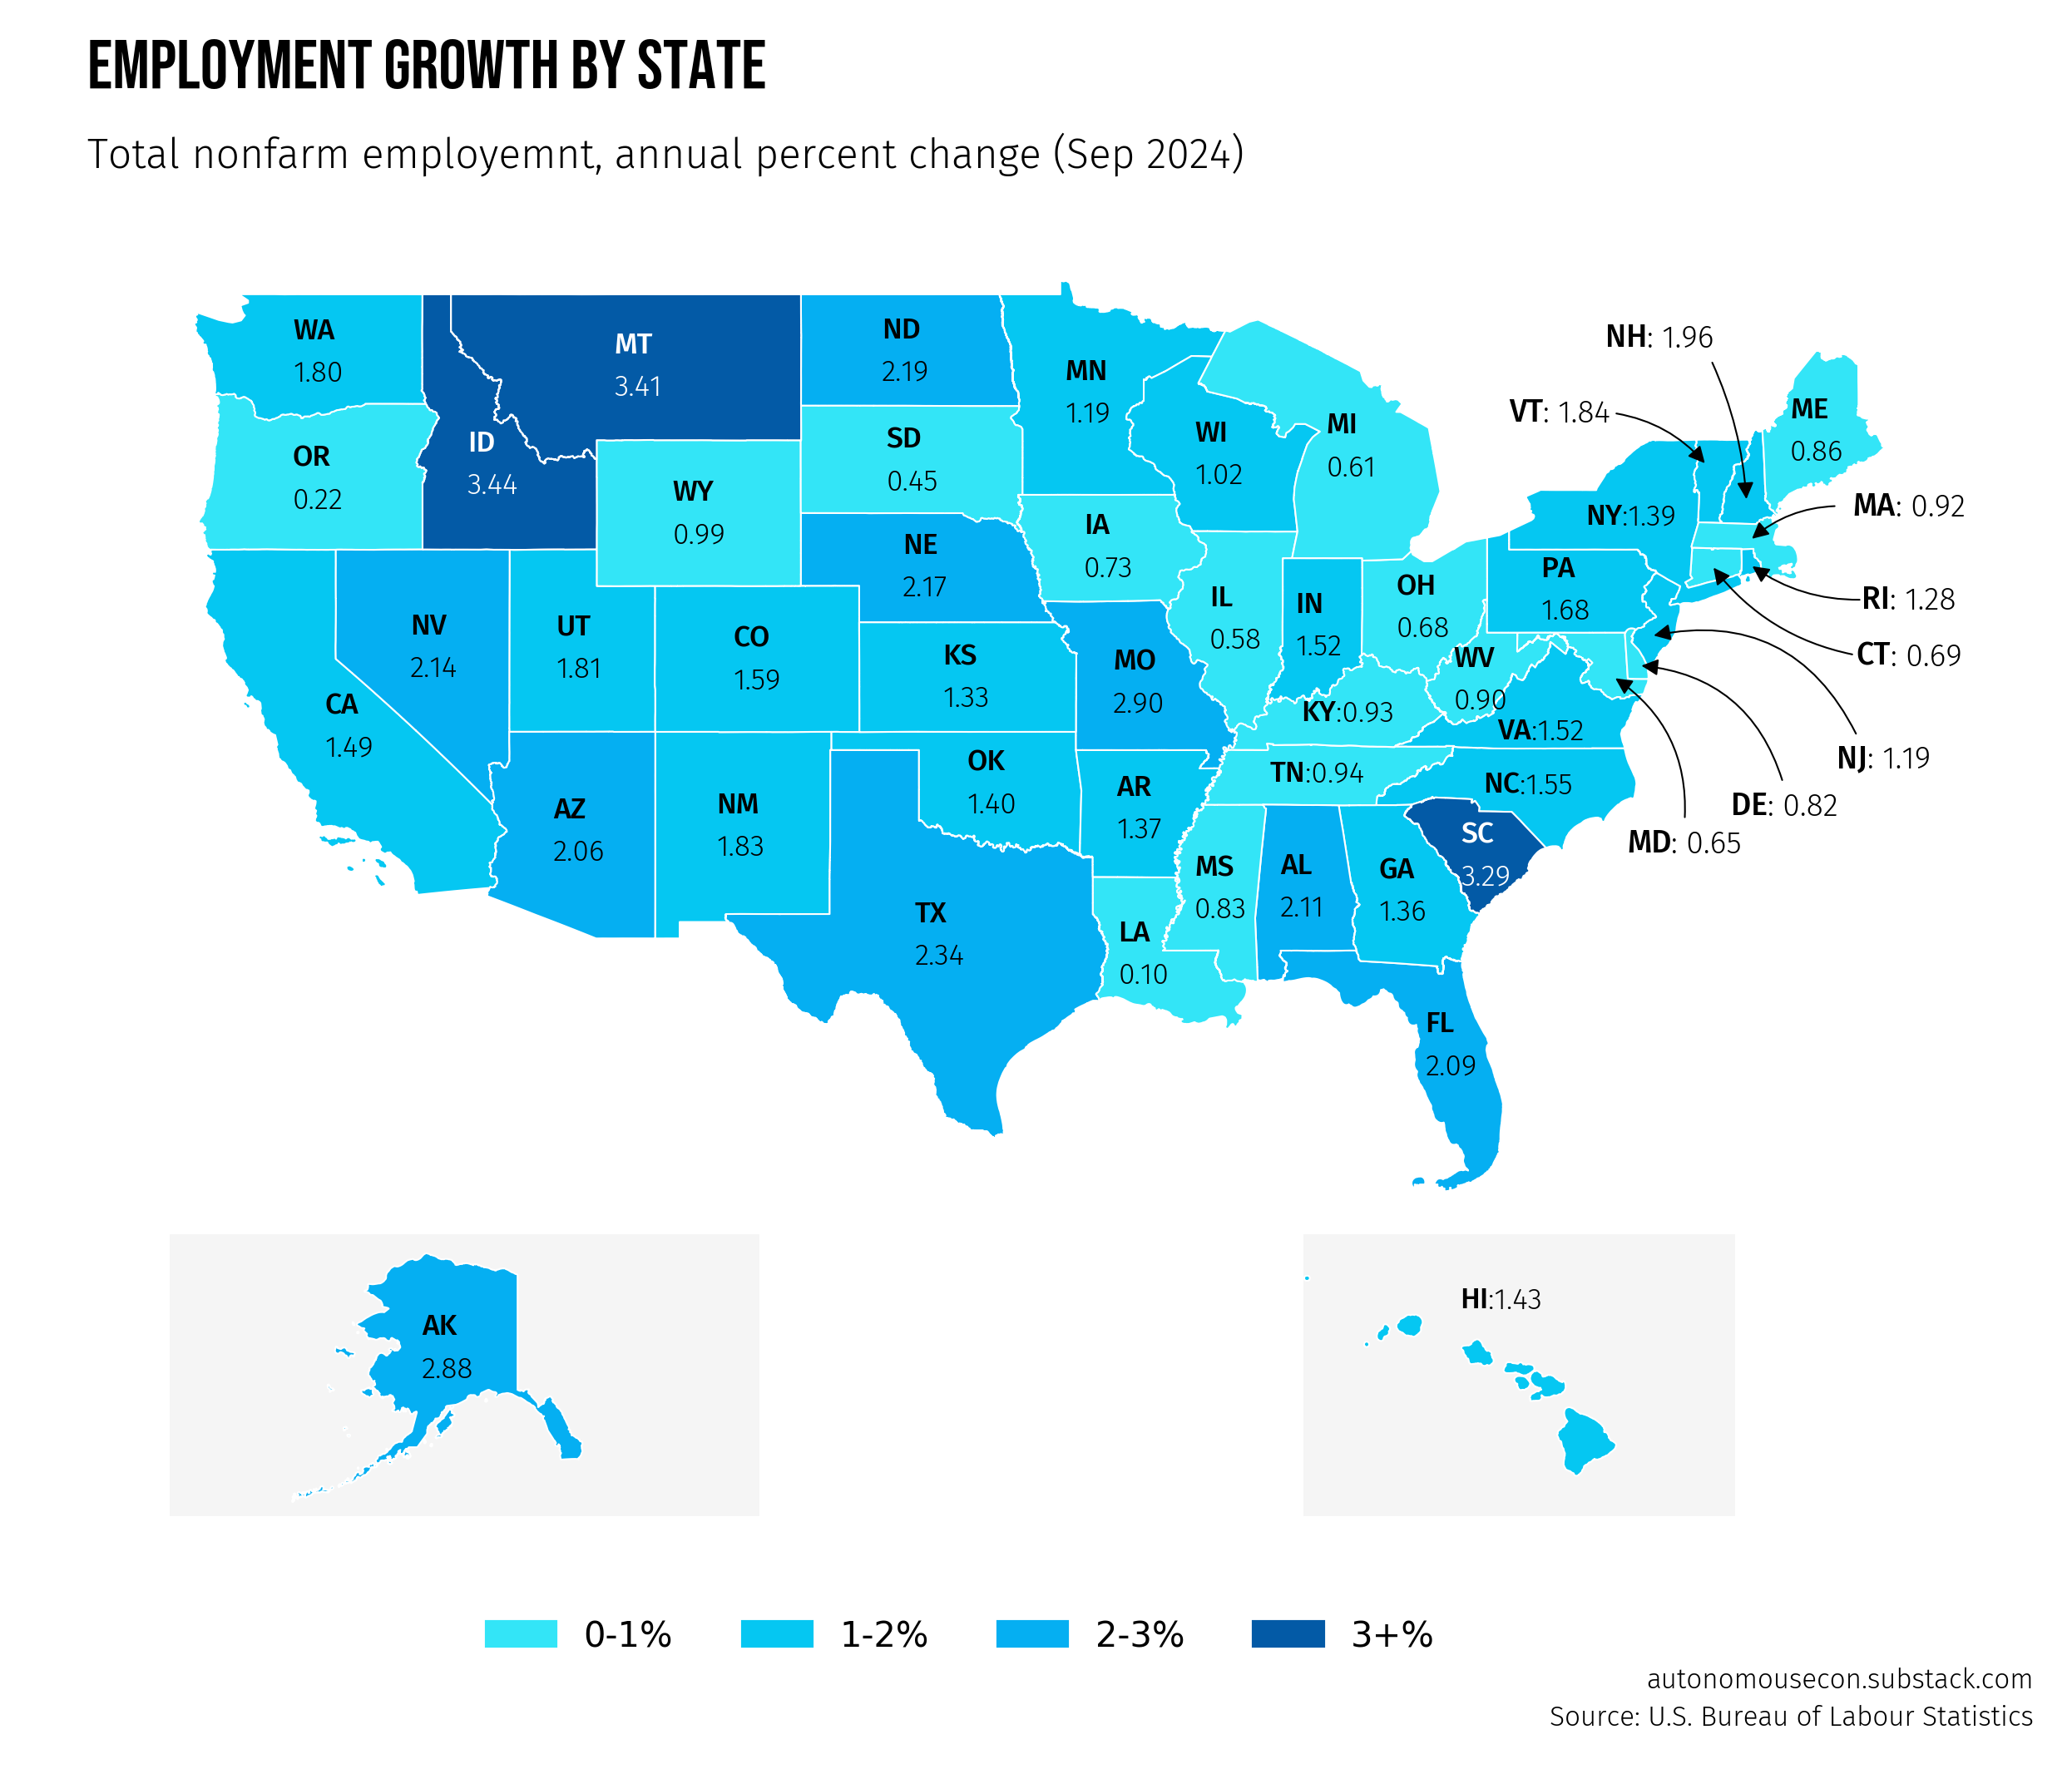 EMPLOYMENT GROWTH BY STATE
Total nonfarm employemnt, annual percent change (Sep 2024)
WA
1.80
MT
3.41
ND
2.19
MN
1.19
NH: 1.96
VT: 1.84
ME
0.86
OR
0.22
ID
3.44
WY
0.99
SD
0.45
WI
1.02
MI
0.61
NY:1.39
MA: 0.92
IA
0.73
NE
2.17
PA
1.68
RI: 1.28
NV
2.14
UT
1.81
CO
1.59
KS
1.33
MO
2.90
IL
0.58
IN
1.52
OH
0.68
WV
0.90
CT: 0.69
CA
1.49
KY:0.93
VA:1.52
NJ: 1.19
AZ
2.06
NM
1.83
OK
1.40
AR
1.37
TN:0.94
NC:1.55
DE: 0.82
MD: 0.65
SC
3.29
MS
0.83
AL
2.11
GA
1.36
TX
2.34
LA
0.10
FL
2.09
AK
2.88
HI:1.43
0-1%
1-2%
2-3%
3+%
autonomousecon.substack.com
Source: U.S. Bureau of Labour Statistics